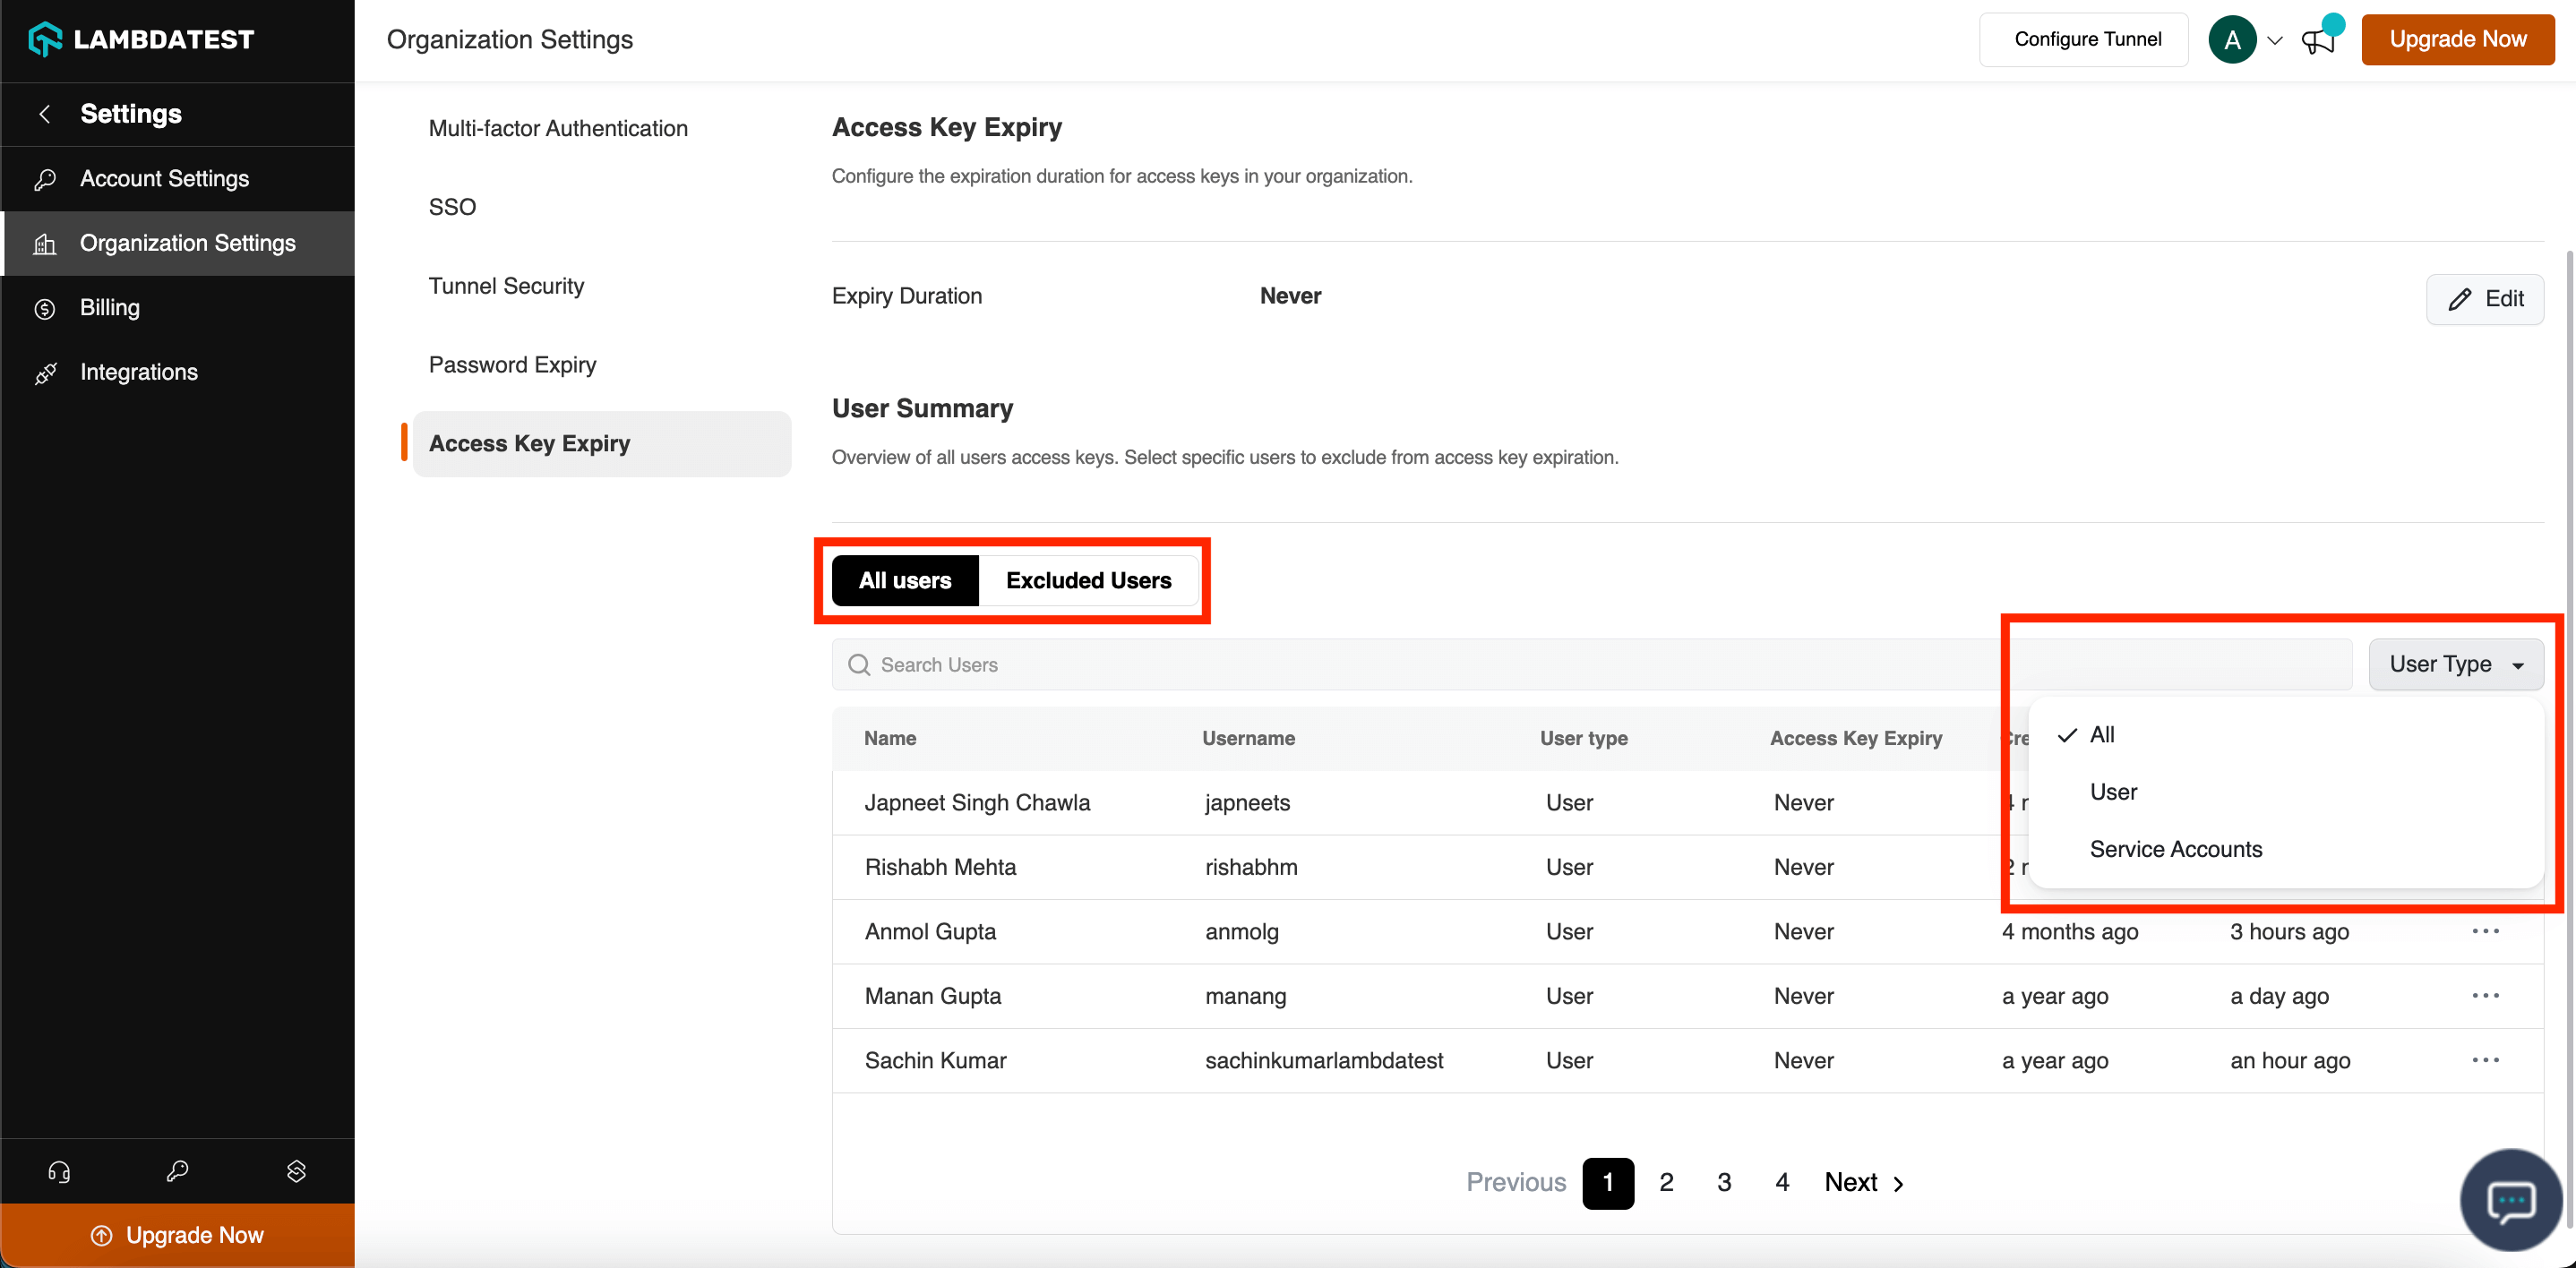 LAMBDATEST
Organization Settings
Configure Tunnel
A
Upgrade Now
Settings
Account Settings
Organization Settings
Billing
Integrations
Multi-factor Authentication
SSO
Tunnel Security
Password Expiry
Access Key Expiry
Access Key Expiry
Configure the expiration duration for access keys in your organization.
Expiry Duration Never Edit
User Summary
Overview of all users access keys. Select specific users to exclude from access key expiration.
All users Excluded Users
Search Users User Type
All
User
Service Accounts
Name Username User type Access Key Expiry
Japneet Singh Chawla japneets User Never
Rishabh Mehta rishabhm User Never
Anmol Gupta anmolg User Never 4 months ago 3 hours ago
Manan Gupta manang User Never a year ago a day ago
Sachin Kumar sachinkumarlambdatest User Never a year ago an hour ago
Previous 1 2 3 4 Next
Upgrade Now